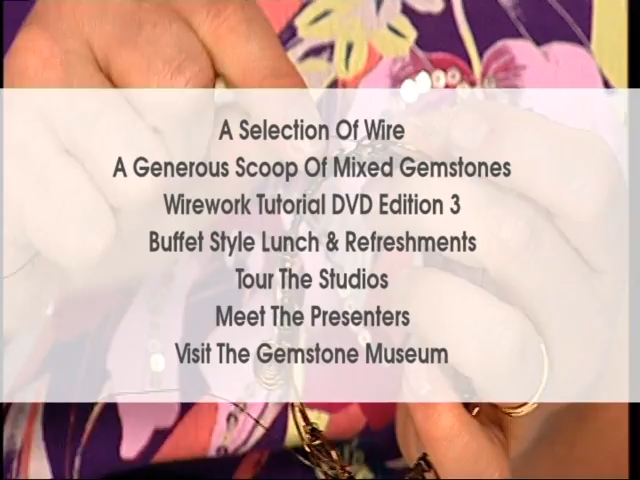 A Selection Of Wire
A Generous Scoop Of Mixed Gemstones
Wirework Tutorial DVD Edition 3
Buffet Style Lunch & Refreshments
Tour The Studios
Meet The Presenters
Visit The Gemstone Museum